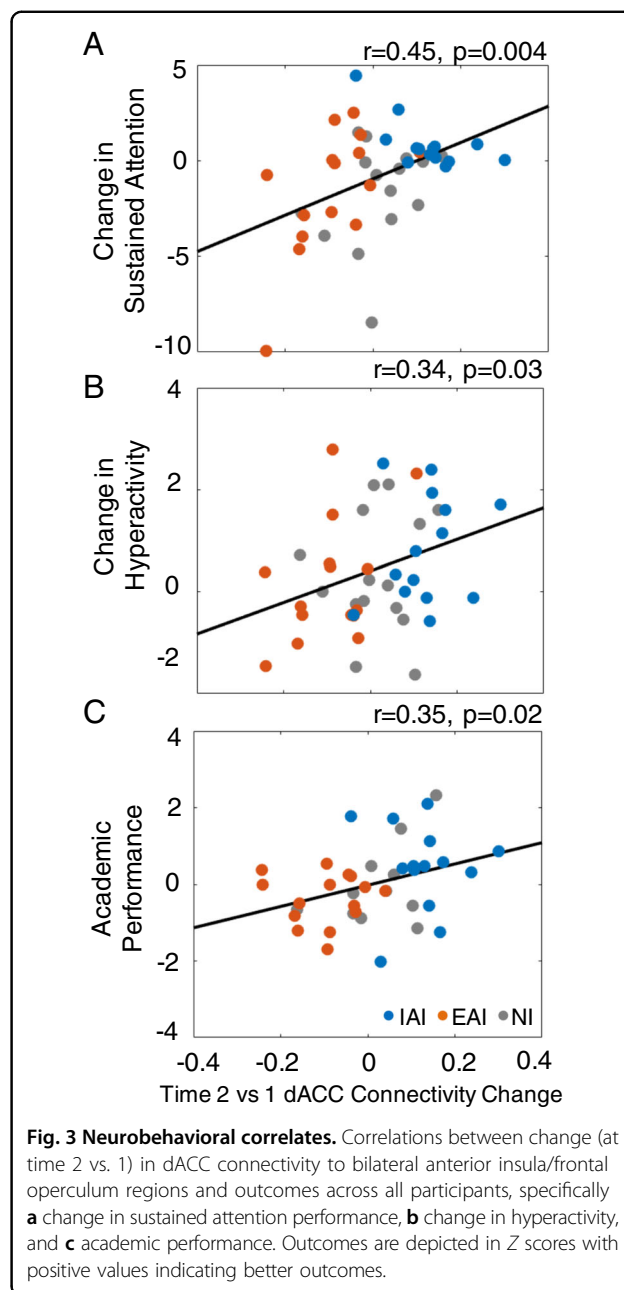 A
r=0.45, p=0.004
5
0
-5
-10
Change in
Sustained Attention
r=0.34, p=0.03
B
4
2
0
-2
Change in
Hyperactivity
r=0.35, p=0.02
C
4
2
0
-2
-4
Academic
Performance
IAI EAI NI
-0.4 -0.2 0 0.2 0.4
Time 2 vs 1 dACC Connectivity Change
Fig. 3 Neurobehavioral correlates. Correlations between change (at
time 2 vs. 1) in dACC connectivity to bilateral anterior insula/frontal
operculum regions and outcomes across all participants, specifically
a change in sustained attention performance, b change in hyperactivity,
and c academic performance. Outcomes are depicted in Z scores with
positive values indicating better outcomes.